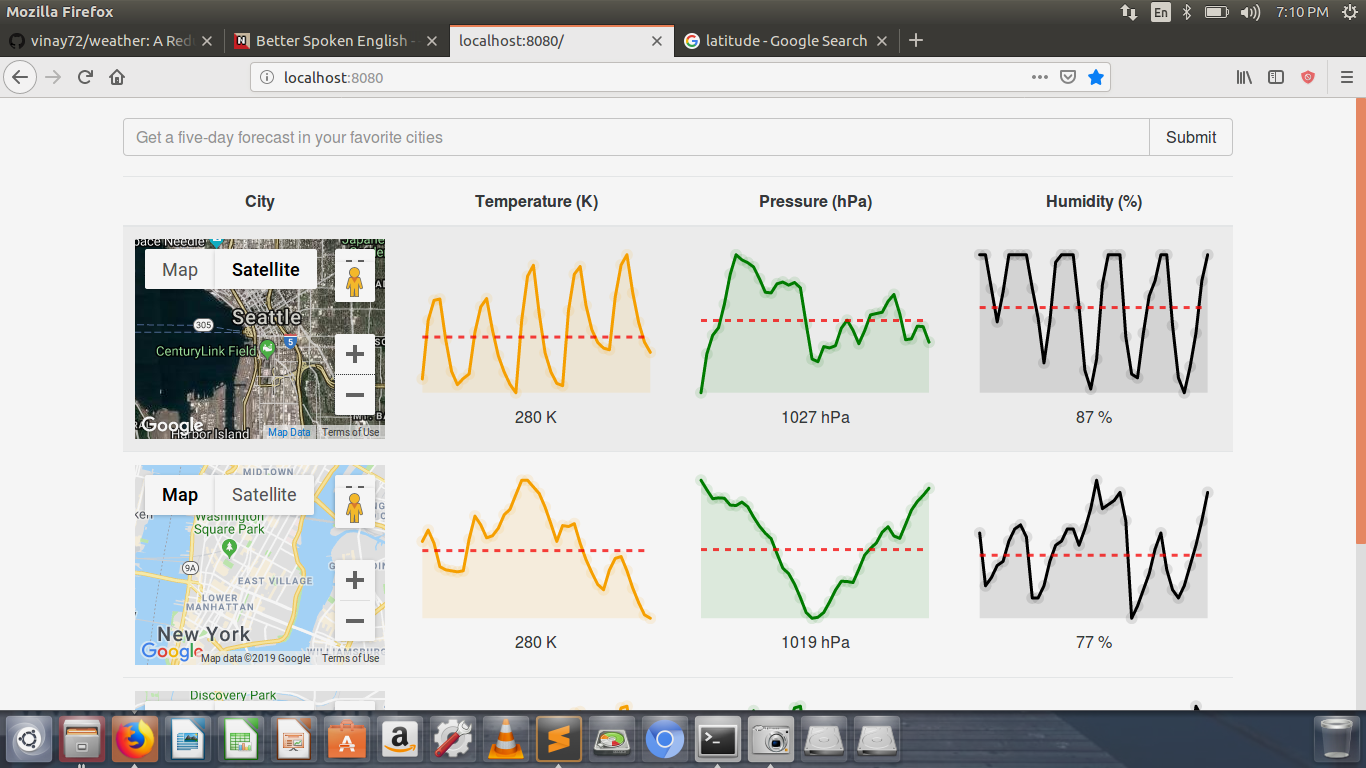 Mozilla Firefox
En
7:10 PM
vinay72/weather: A Red
Better Spoken English -
localhost:8080/
latitude - Google Search
localhost:8080
Get a five-day forecast in your favorite cities
Submit
City
Temperature (K)
Pressure (hPa)
Humidity (%)
pace Needle
Map
Satellite
305
Seattle
5
CenturyLink Field
Google
Harbor Island
Map Data
Terms of Use
280 K
1027 hPa
87 %
MIDTOWN
Map
Satellite
Washington
Square Park
9A
EAST VILLAGE
LOWER
MANHATTAN
New York
WILLIAMSBURG
Google
Map data ©2019 Google
Terms of Use
280 K
1019 hPa
77 %
Discovery Park